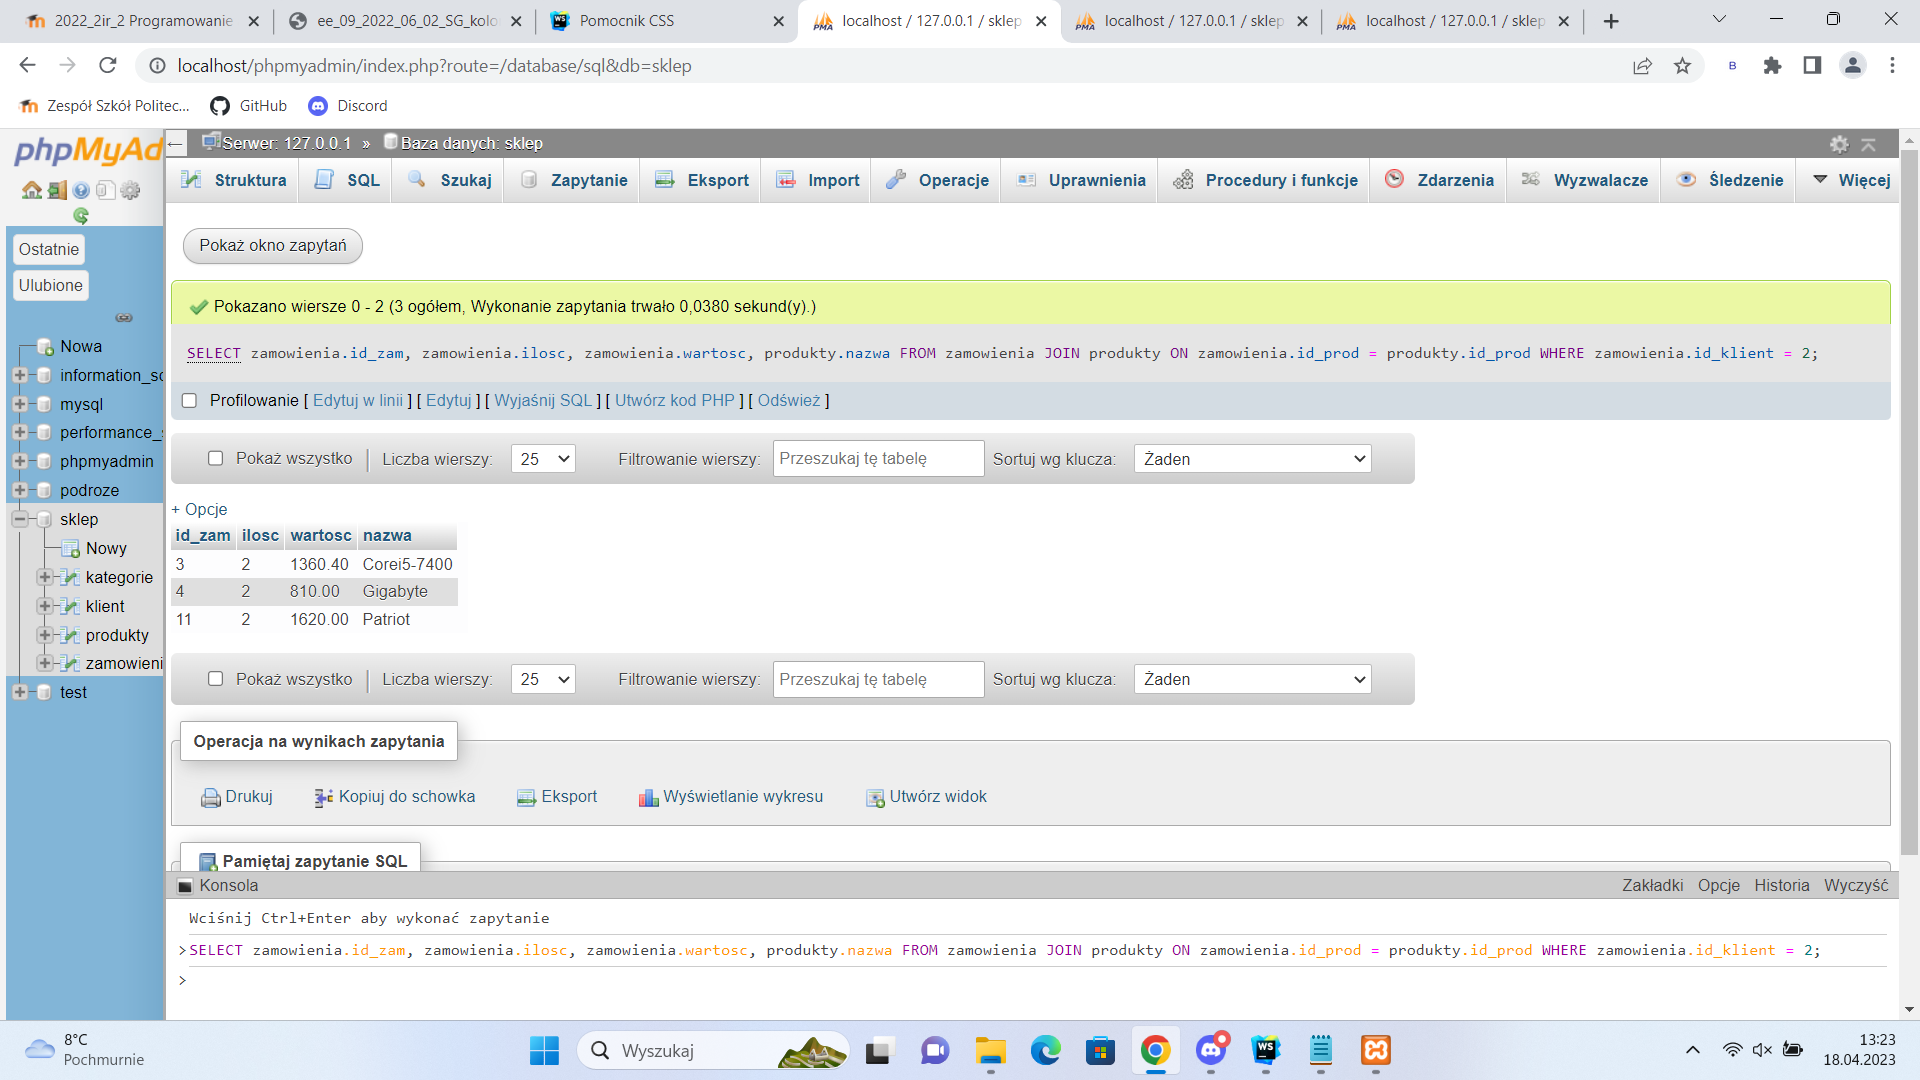 2022_2ir_2 Programowanie
ee_09_2022_06_02_SG_kolo
Pomocnik CSS
localhost / 127.0.0.1 / sklep
localhost / 127.0.0.1 / sklep
localhost / 127.0.0.1 / sklep
localhost/phpmyadmin/index.php?route=/database/sql&db=sklep
Zespół Szkół Politec...
GitHub
Discord
phpMyAd
Serwer: 127.0.0.1 » Baza danych: sklep
Struktura
SQL
Szukaj
Zapytanie
Eksport
Import
Operacje
Uprawnienia
Procedury i funkcje
Zdarzenia
Wyzwalacze
Śledzenie
Więcej
Ostatnie
Ulubione
Nowa
information_sc
mysql
performance_s
phpmyadmin
podroze
sklep
Nowy
kategorie
klient
produkty
zamowieni
test
Pokaż okno zapytań
Pokazano wiersze 0 - 2 (3 ogółem, Wykonanie zapytania trwało 0,0380 sekund(y).)
SELECT zamowienia.id_zam, zamowienia.ilosc, zamowienia.wartosc, produkty.nazwa FROM zamowienia JOIN produkty ON zamowienia.id_prod = produkty.id_prod WHERE zamowienia.id_klient = 2;
Profilowanie [ Edytuj w linii ] [ Edytuj ] [ Wyjaśnij SQL ] [ Utwórz kod PHP ] [ Odśwież ]
Pokaż wszystko | Liczba wierszy: 25 Filtrowanie wierszy: Przeszukaj tę tabelę Sortuj wg klucza: Żaden
+ Opcje
id_zam ilosc wartosc nazwa
3 2 1360.40 Corei5-7400
4 2 810.00 Gigabyte
11 2 1620.00 Patriot
Pokaż wszystko | Liczba wierszy: 25 Filtrowanie wierszy: Przeszukaj tę tabelę Sortuj wg klucza: Żaden
Operacja na wynikach zapytania
Drukuj
Kopiuj do schowka
Eksport
Wyświetlanie wykresu
Utwórz widok
Pamiętaj zapytanie SQL
Konsola
Zakładki Opcje Historia Wyczyść
Wciśnij Ctrl+Enter aby wykonać zapytanie
>SELECT zamowienia.id_zam, zamowienia.ilosc, zamowienia.wartosc, produkty.nazwa FROM zamowienia JOIN produkty ON zamowienia.id_prod = produkty.id_prod WHERE zamowienia.id_klient = 2;
>
8°C
Pochmurnie
Wyszukaj
13:23
18.04.2023